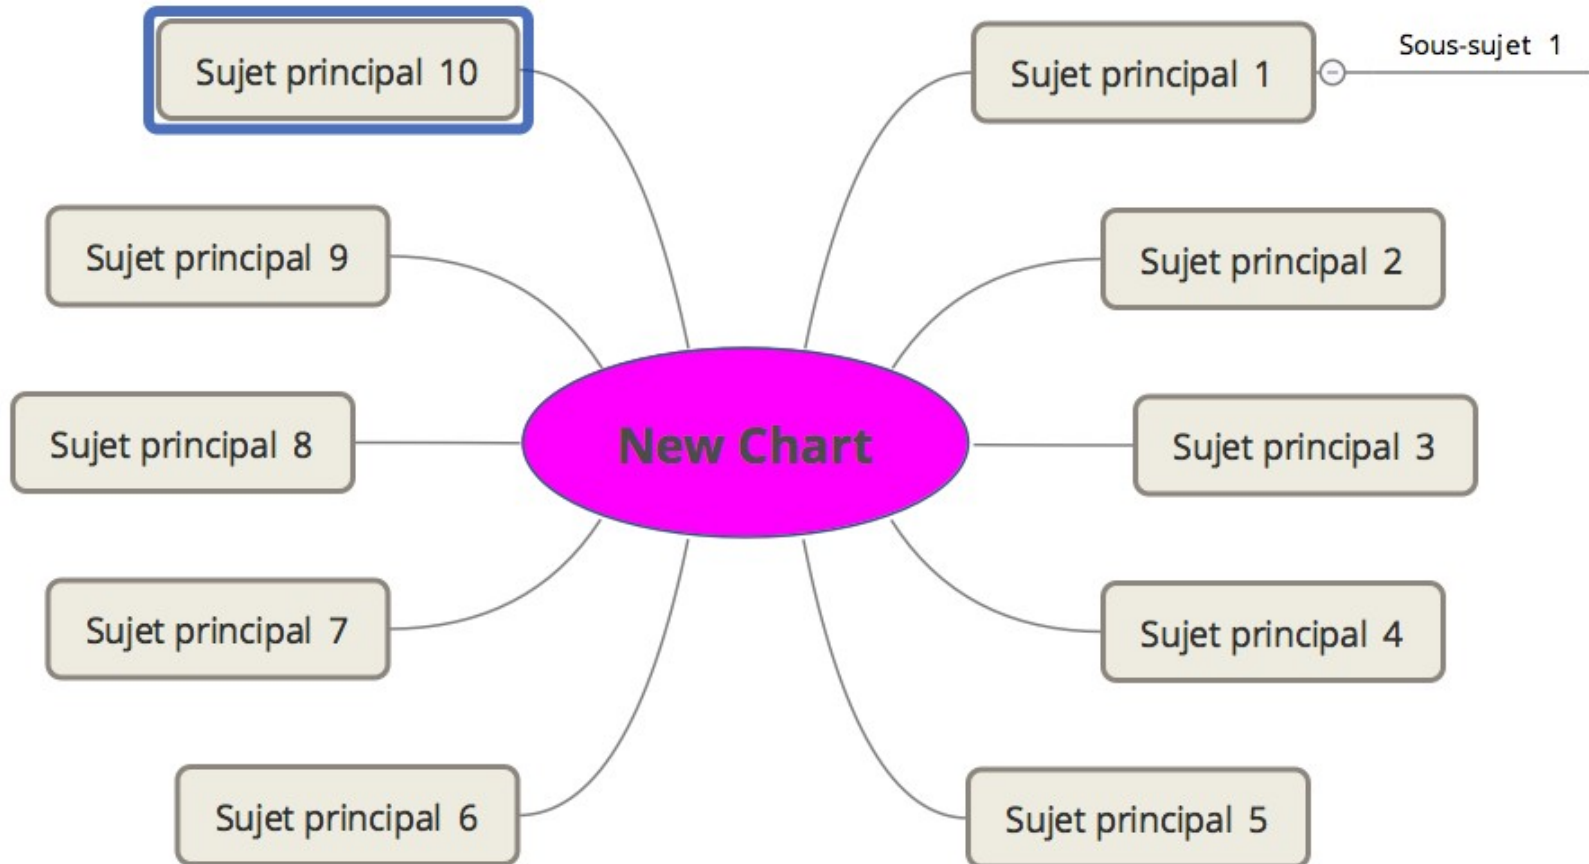 Sujet principal 10
Sujet principal 1
Sous-sujet 1
Sujet principal 9
Sujet principal 2
Sujet principal 8
New Chart
Sujet principal 3
Sujet principal 7
Sujet principal 4
Sujet principal 6
Sujet principal 5